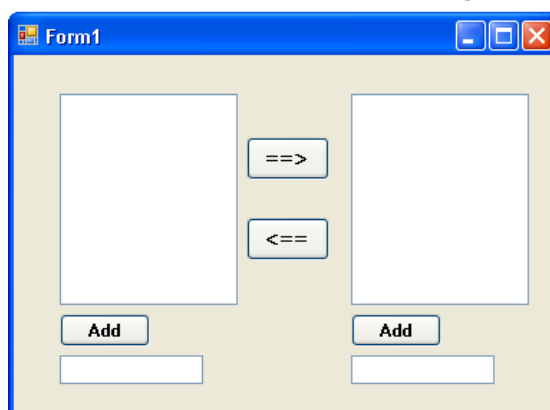 Form1
==>
<==
Add
Add